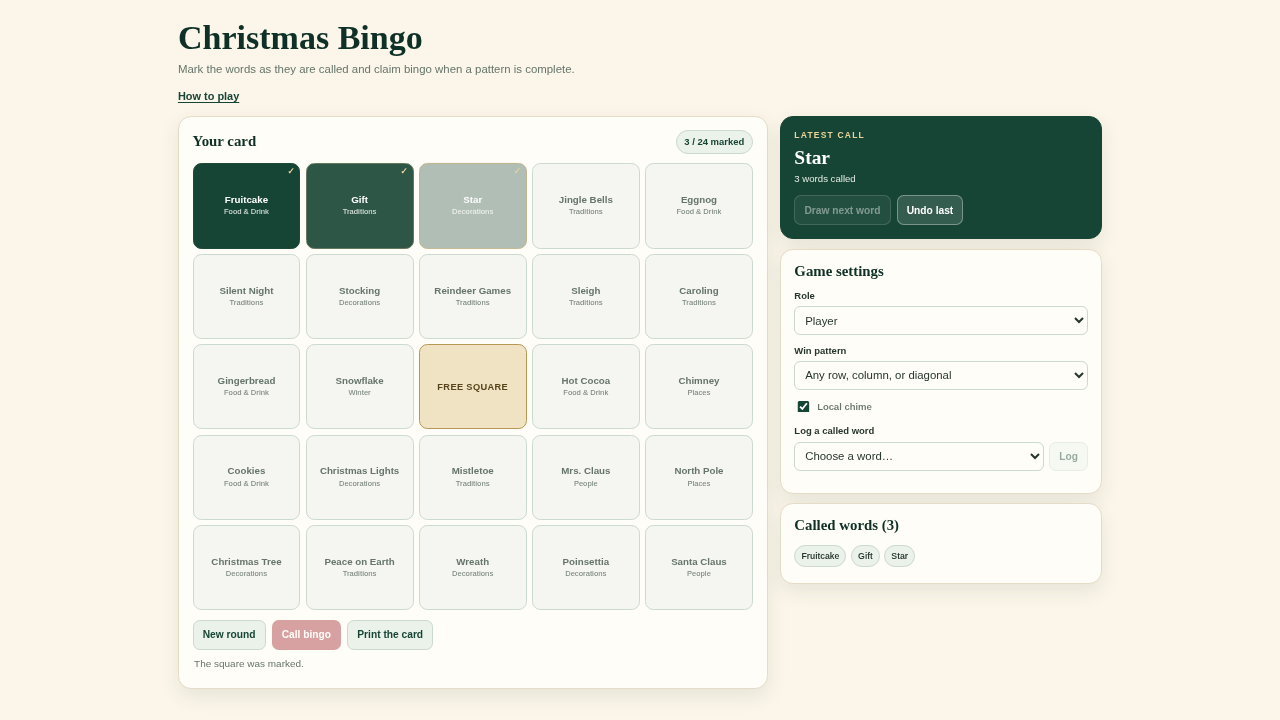 Christmas Bingo
Mark the words as they are called and claim bingo when a pattern is complete.
How to play
Your card
3 / 24 marked
✓
✓
✓
Fruitcake
Food & Drink
Gift
Traditions
Star
Decorations
Jingle Bells
Traditions
Eggnog
Food & Drink
Silent Night
Traditions
Stocking
Decorations
Reindeer Games
Traditions
Sleigh
Traditions
Caroling
Traditions
Gingerbread
Food & Drink
Snowflake
Winter
FREE SQUARE
Hot Cocoa
Food & Drink
Chimney
Places
Cookies
Food & Drink
Christmas Lights
Decorations
Mistletoe
Traditions
Mrs. Claus
People
North Pole
Places
Christmas Tree
Decorations
Peace on Earth
Traditions
Wreath
Decorations
Poinsettia
Decorations
Santa Claus
People
New round
Call bingo
Print the card
The square was marked.
LATEST CALL
Star
3 words called
Draw next word
Undo last
Game settings
Role
Player
Win pattern
Any row, column, or diagonal
Local chime
Log a called word
Choose a word…
Log
Called words (3)
Fruitcake
Gift
Star